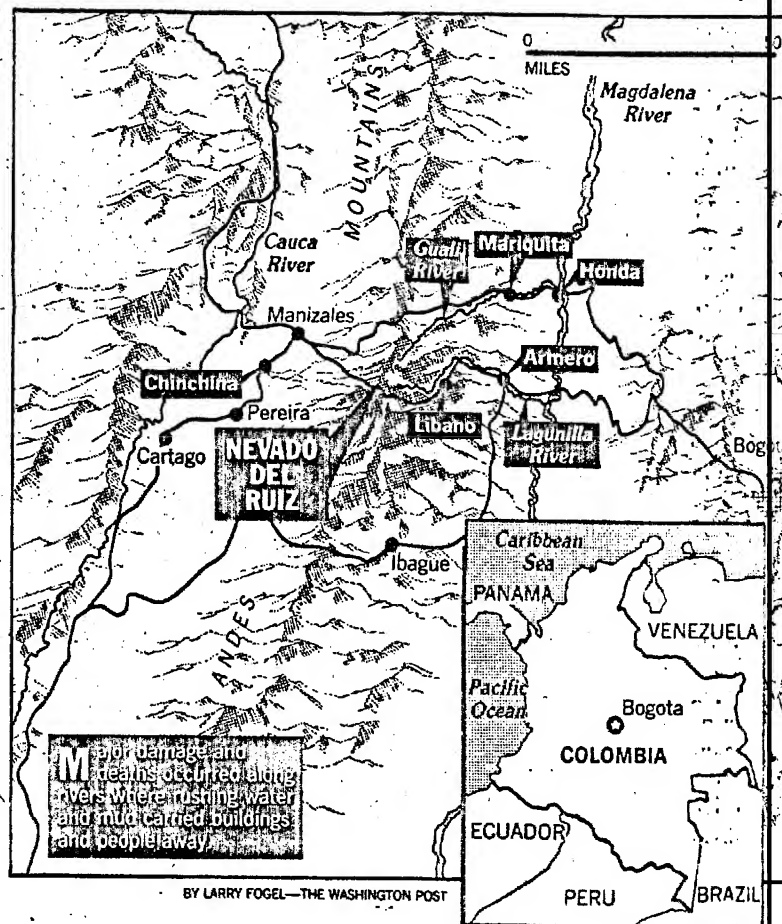 0
MILES
Magdalena
River
MOUNTAINS
Cauca
River
Guali
River
Mariquita
Honda
Manizales
Armero
Chinchina
Libano
Pereira
Lagunilla
River
Cartago
NEVADO
DEL
RUIZ
Ibague
ANDES
Caribbean
Sea
PANAMA
VENEZUELA
Pacific
Ocean
Bogota
COLOMBIA
ECUADOR
PERU
BRAZIL
Major damage and
deaths occurred along
rivers where rushing water
and mud carried buildings
and people away.
BY LARRY FOGEL—THE WASHINGTON POST